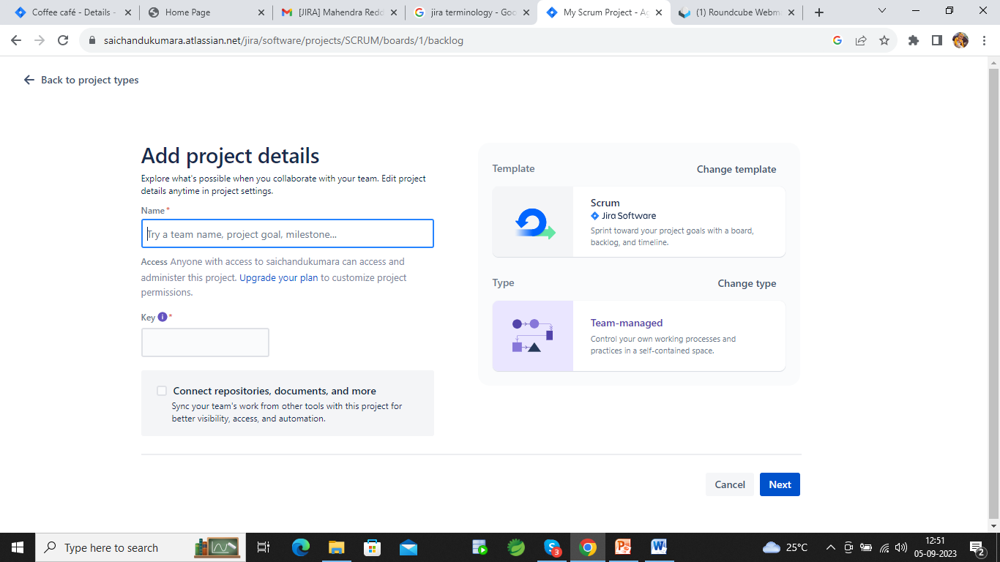 Coffee café - Details -
Home Page
[JIRA] Mahendra Redd
jira terminology - Goo
My Scrum Project - Ag
(1) Roundcube Webma
saichandukumara.atlassian.net/jira/software/projects/SCRUM/boards/1/backlog
Back to project types
Add project details
Explore what's possible when you collaborate with your team. Edit project
details anytime in project settings.
Name*
Try a team name, project goal, milestone...
Access Anyone with access to saichandukumara can access and
administer this project. Upgrade your plan to customize project
permissions.
Key *
Connect repositories, documents, and more
Sync your team's work from other tools with this project for
better visibility, access, and automation.
Template
Change template
Scrum
Jira Software
Sprint toward your project goals with a board,
backlog, and timeline.
Type
Change type
Team-managed
Control your own working processes and
practices in a self-contained space.
Cancel
Next
Type here to search
3
25°C
12:51
05-09-2023
2